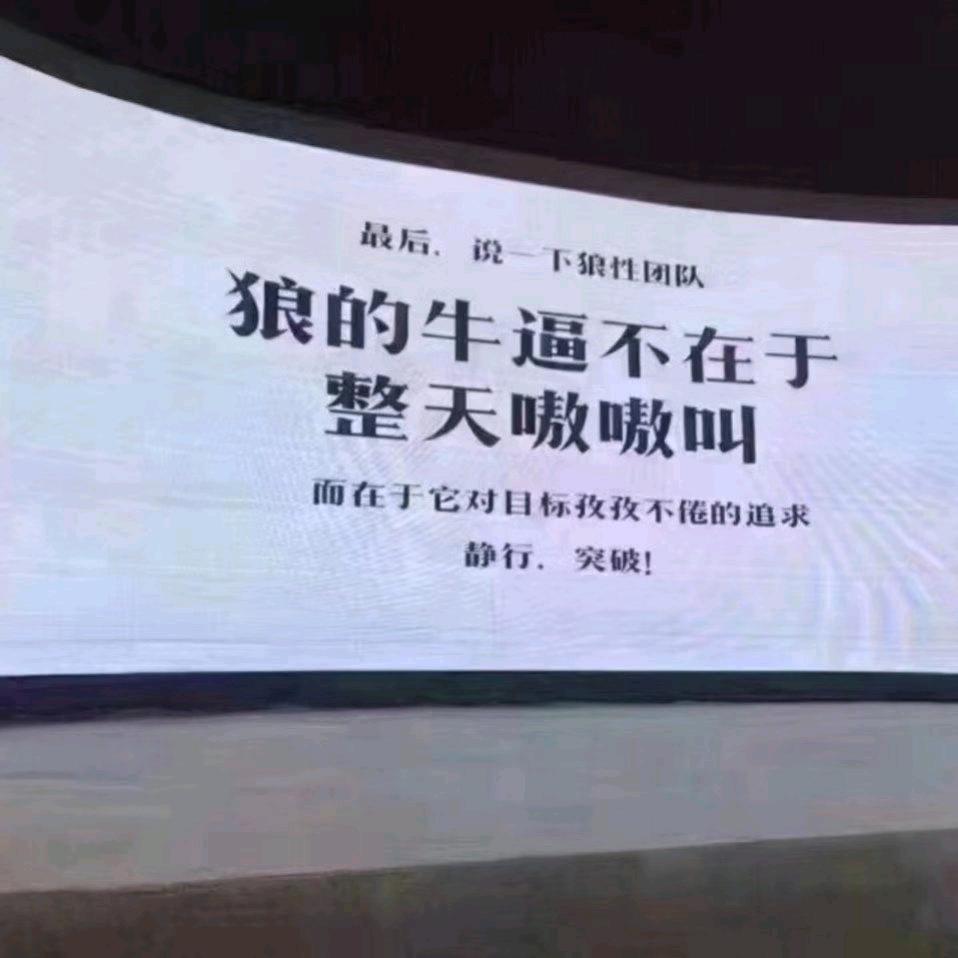 最后，说一下狼性团队
狼的牛逼不在于
整天嗷嗷叫
而在于它对目标孜孜不倦的追求
静行，突破!